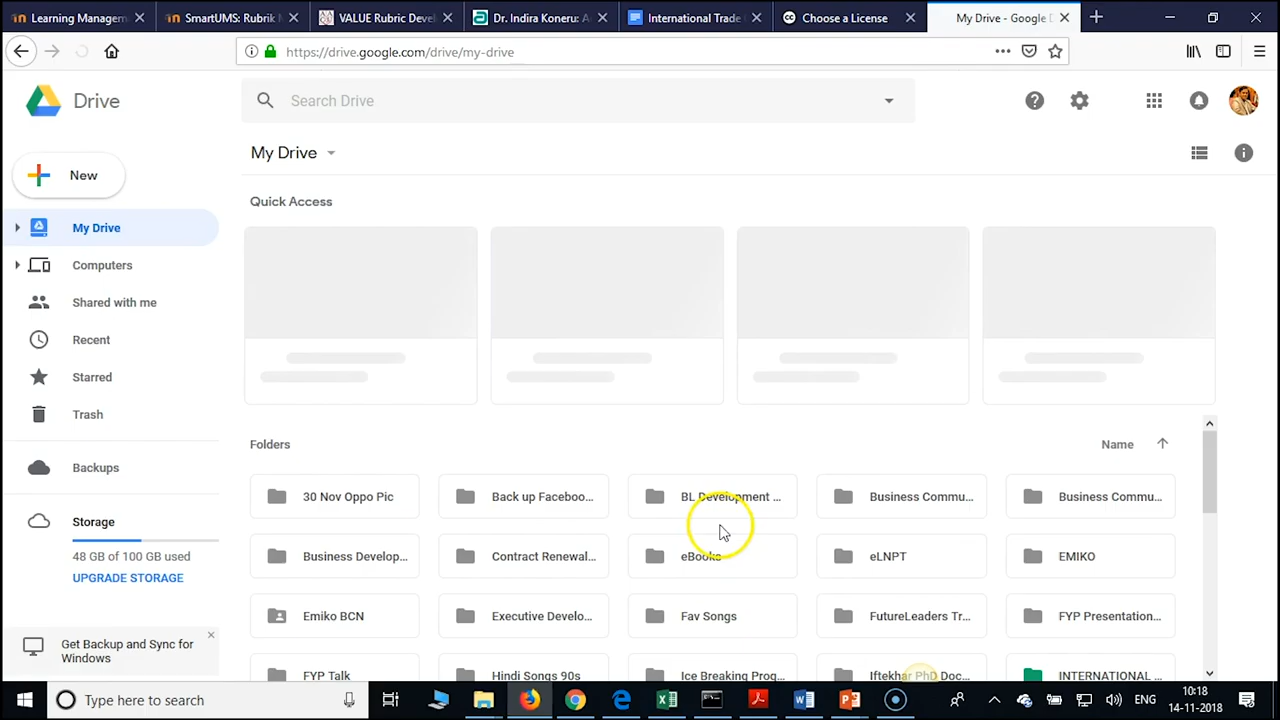 Learning Managem
SmartUMS: Rubrik
VALUE Rubric Deve
Dr. Indira Koneru: Ac
International Trade
Choose a License
My Drive - Google D
https://drive.google.com/drive/my-drive
Drive
Search Drive
New
My Drive
My Drive
Computers
Shared with me
Recent
Starred
Trash
Backups
Storage
48 GB of 100 GB used
UPGRADE STORAGE
Get Backup and Sync for
Windows
Quick Access
Folders
Name
30 Nov Oppo Pic
Back up Faceboo...
BL Development ...
Business Commu...
Business Commu...
Business Develop...
Contract Renewal...
eBooks
eLNPT
EMIKO
Emiko BCN
Executive Develo...
Fav Songs
FutureLeaders Tr...
FYP Presentation...
FYP Talk
Hindi Songs 90s
Ice Breaking Prog...
Iftekhar PhD Doc...
INTERNATIONAL ...
Type here to search
ENG
10:18
14-11-2018